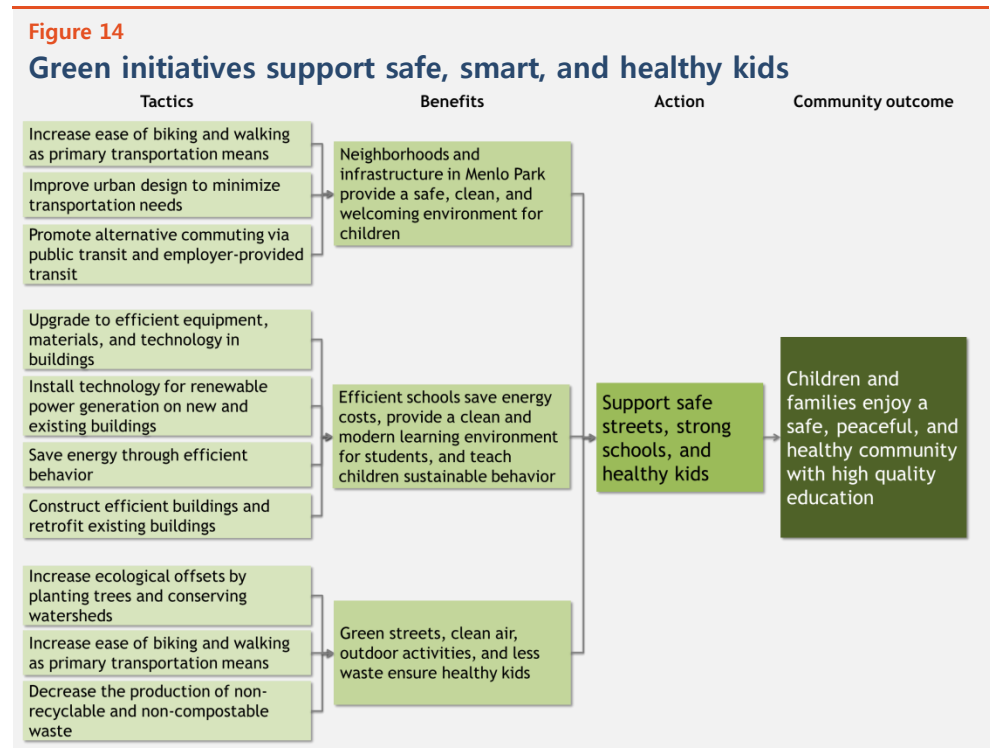 Figure 14
Green initiatives support safe, smart, and healthy kids
Tactics
Benefits
Action
Community outcome
Increase ease of biking and walking
as primary transportation means
Improve urban design to minimize
transportation needs
Promote alternative commuting via
public transit and employer-provided
transit
Neighborhoods and
infrastructure in Menlo Park
provide a safe, clean, and
welcoming environment for
children
Upgrade to efficient equipment,
materials, and technology in
buildings
Install technology for renewable
power generation on new and
existing buildings
Save energy through efficient
behavior
Construct efficient buildings and
retrofit existing buildings
Efficient schools save energy
costs, provide a clean and
modern learning environment
for students, and teach
children sustainable behavior
Increase ecological offsets by
planting trees and conserving
watersheds
Increase ease of biking and walking
as primary transportation means
Decrease the production of non-
recyclable and non-compostable
waste
Green streets, clean air,
outdoor activities, and less
waste ensure healthy kids
Support safe
streets, strong
schools, and
healthy kids
Children and
families enjoy a
safe, peaceful, and
healthy community
with high quality
education